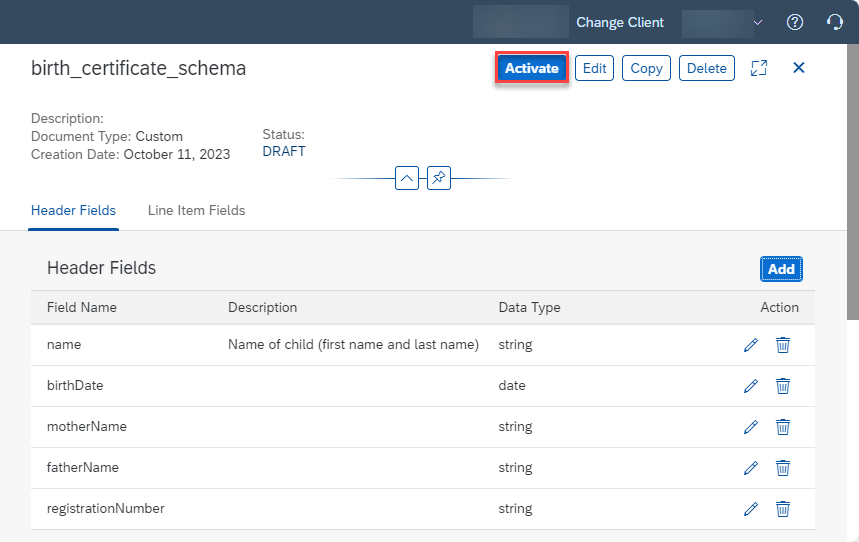 Change Client
birth_certificate_schema
Activate Edit Copy Delete
Description:
Document Type: Custom
Creation Date: October 11, 2023
Status:
DRAFT
Header Fields Line Item Fields
Header Fields Add
Field Name Description Data Type Action
name Name of child (first name and last name) string
birthDate date
motherName string
fatherName string
registrationNumber string